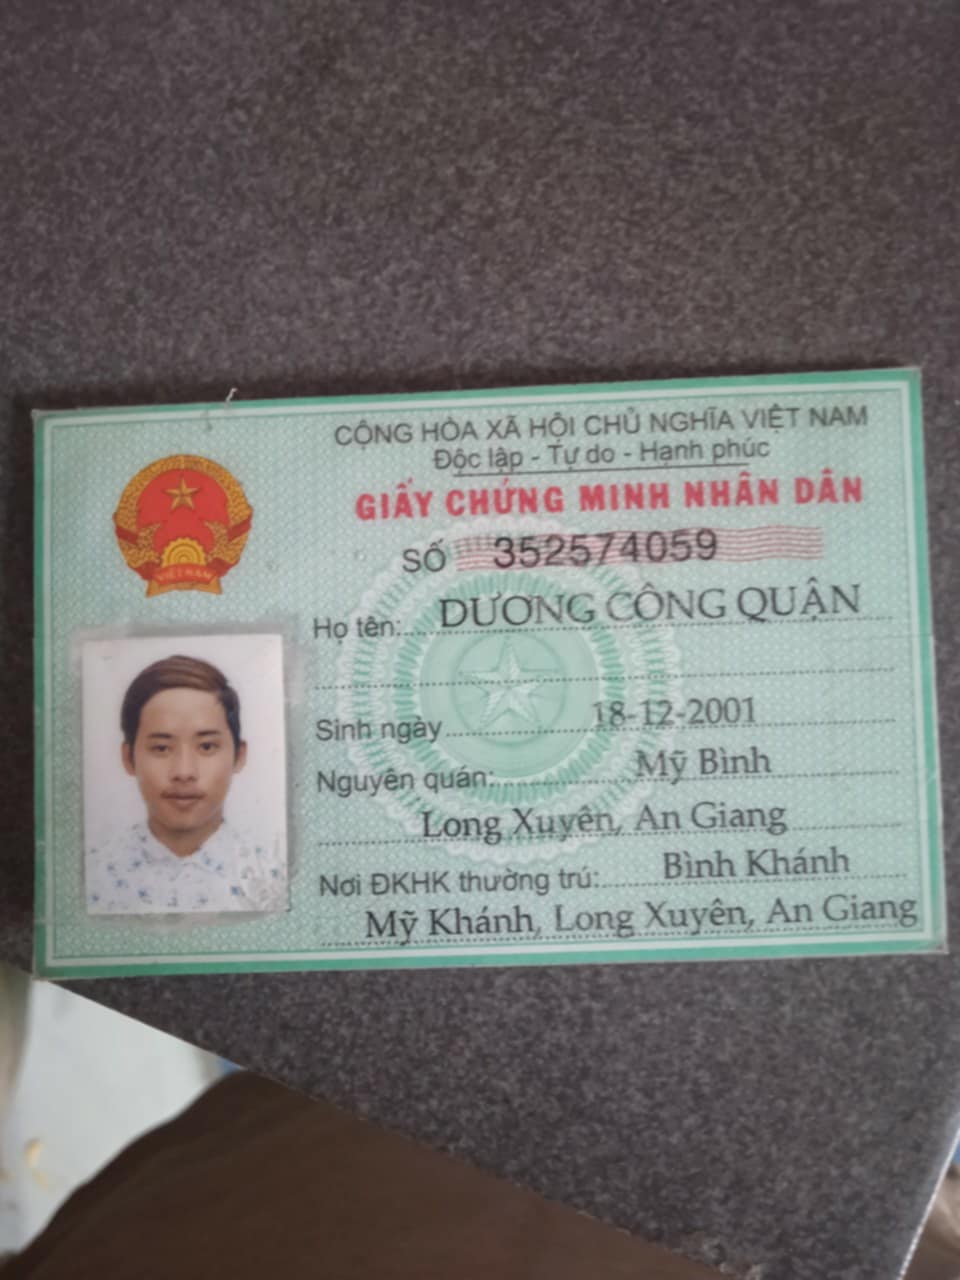 CỘNG HÒA XÃ HỘI CHỦ NGHĨA VIỆT NAM
Độc lập - Tự do - Hạnh phúc
GIẤY CHỨNG MINH NHÂN DÂN
SỐ 352574059
Họ tên: DƯƠNG CÔNG QUẬN
Sinh ngày 18-12-2001
Nguyên quán: Mỹ Bình
Long Xuyên, An Giang
Nơi ĐKHK thường trú: Bình Khánh
Mỹ Khánh, Long Xuyên, An Giang
VIỆT NAM